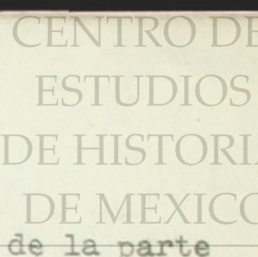 CENTRO DE
ESTUDIOS
DE HISTORIA
DE MEXICO
de la parte